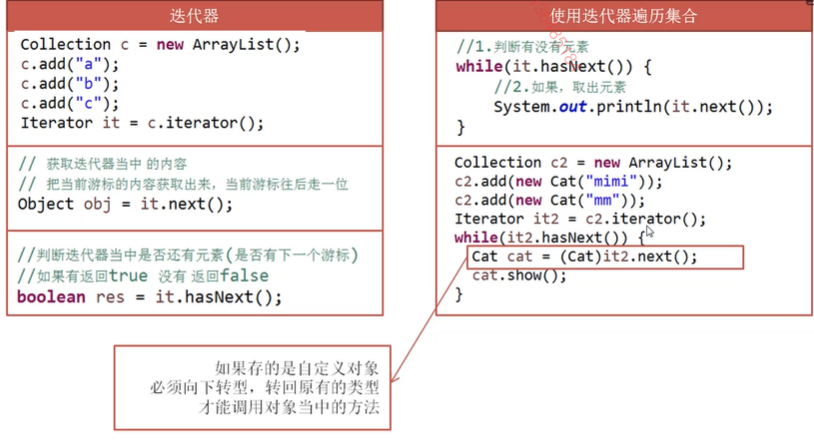 迭代器
Collection c = new ArrayList();
c.add("a");
c.add("b");
c.add("c");
Iterator it = c.iterator();
// 获取迭代器当中 的内容
// 把当前游标的内容获取出来，当前游标往后走一位
Object obj = it.next();
//判断迭代器当中是否还有元素(是否有下一个游标)
//如果有返回true 没有 返回false
boolean res = it.hasNext();
使用迭代器遍历集合
//1.判断有没有元素
while(it.hasNext()) {
//2.如果，取出元素
System.out.println(it.next());
}
Collection c2 = new ArrayList();
c2.add(new Cat("mimi"));
c2.add(new Cat("mm"));
Iterator it2 = c2.iterator();
while(it2.hasNext()) {
Cat cat = (Cat)it2.next();
cat.show();
}
如果存的是自定义对象
必须向下转型，转回原有的类型
才能调用对象当中的方法